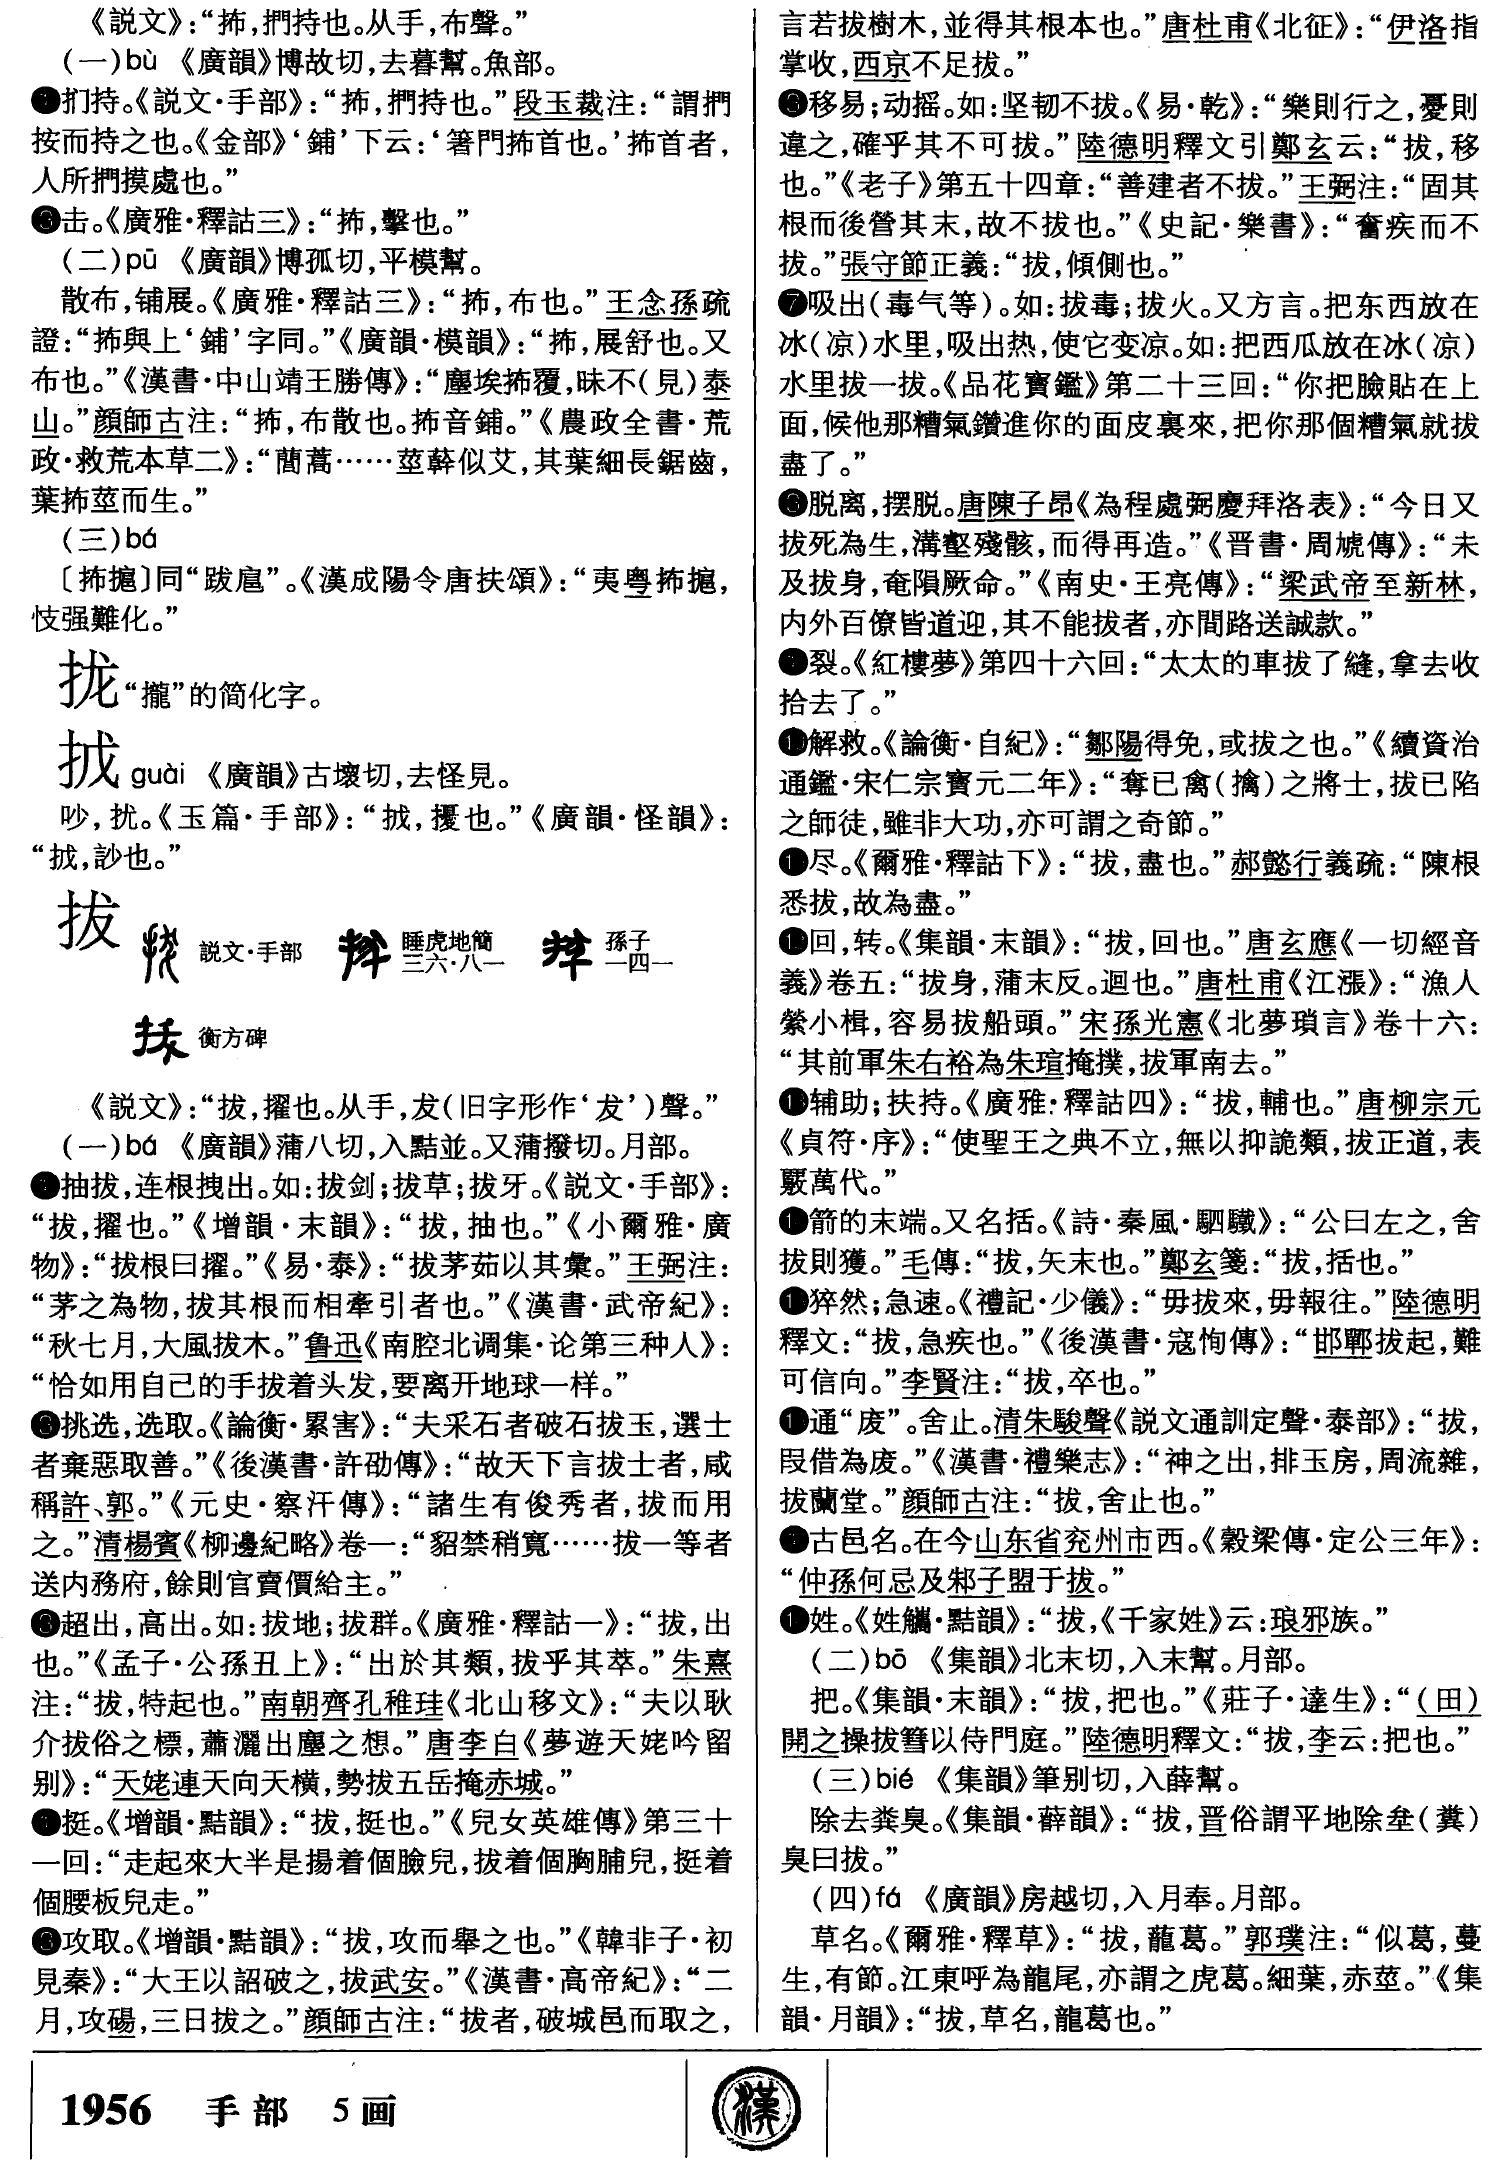 《説文》：“抪，捫持也。从手，布聲。”
(一)bù 《廣韻》博故切，去暮幫。魚部。
扪持。《説文·手部》：“抪，捫持也。”段玉裁注：“謂捫
按而持之也。《金部》‘鋪’下云：‘箸門抪首也。’抪首者，
人所捫摸處也。”
击。《廣雅·釋詁三》：“抪，擊也。”
(二)pū 《廣韻》博孤切，平模幫。
散布，铺展。《廣雅·釋詁三》：“抪，布也。”王念孫疏
證：“抪與上‘鋪’字同。”《廣韻·模韻》：“抪，展舒也。又
布也。”《漢書·中山靖王勝傳》：“塵埃抪覆，昧不(見)泰
山。”顔師古注：“抪，布散也。抪音鋪。”《農政全書·荒
政·救荒本草二》：“蕳蒿……莖簳似艾，其葉細長鋸齒，
葉抪莖而生。”
(三)bá
〔抪摝〕同“跋扈”。《漢成陽令唐扶頌》：“夷粤抪摝，
忮强難化。”
拢“攏”的简化字。
㧔 guài 《廣韻》古壞切，去怪見。
吵，扰。《玉篇·手部》：“㧔，擾也。”《廣韻·怪韻》：
“㧔，訬也。”
拔
説文·手部 睡虎地簡三六·八一 孫子一四一
衡方碑
《説文》：“拔，擢也。从手，犮(旧字形作‘犮’)聲。”
(一)bá 《廣韻》蒲八切，入黠並。又蒲撥切。月部。
抽拔，连根拽出。如：拔剑；拔草；拔牙。《説文·手部》：
“拔，擢也。”《增韻·末韻》：“拔，抽也。”《小爾雅·廣
物》：“拔根曰擢。”《易·泰》：“拔茅茹以其彙。”王弼注：
“茅之為物，拔其根而相牽引者也。”《漢書·武帝紀》：
“秋七月，大風拔木。”鲁迅《南腔北调集·论第三种人》：
“恰如用自己的手拔着头发，要离开地球一样。”
挑选，选取。《論衡·累害》：“夫采石者破石拔玉，選士
者棄惡取善。”《後漢書·許劭傳》：“故天下言拔士者，咸
稱許、郭。”《元史·察汗傳》：“諸生有俊秀者，拔而用
之。”清楊賓《柳邊紀略》卷一：“貂禁稍寬……拔一等者
送内務府，餘則官賣價給主。”
超出，高出。如：拔地；拔群。《廣雅·釋詁一》：“拔，出
也。”《孟子·公孫丑上》：“出於其類，拔乎其萃。”朱熹
注：“拔，特起也。”南朝齊孔稚珪《北山移文》：“夫以耿
介拔俗之標，蕭灑出塵之想。”唐李白《夢遊天姥吟留
别》：“天姥連天向天横，勢拔五岳掩赤城。”
挺。《增韻·黠韻》：“拔，挺也。”《兒女英雄傳》第三十
一回：“走起來大半是揚着個臉兒，拔着個胸脯兒，挺着
個腰板兒走。”
攻取。《增韻·黠韻》：“拔，攻而舉之也。”《韓非子·初
見秦》：“大王以詔破之，拔武安。”《漢書·高帝紀》：“二
月，攻碭，三日拔之。”顔師古注：“拔者，破城邑而取之，
言若拔樹木，並得其根本也。”唐杜甫《北征》：“伊洛指
掌收，西京不足拔。”
移易；动摇。如：坚韧不拔。《易·乾》：“樂則行之，憂則
違之，確乎其不可拔。”陸德明釋文引鄭玄云：“拔，移
也。”《老子》第五十四章：“善建者不拔。”王弼注：“固其
根而後營其末，故不拔也。”《史記·樂書》：“奮疾而不
拔。”張守節正義：“拔，傾側也。”
❼吸出(毒气等)。如：拔毒；拔火。又方言。把东西放在
冰(凉)水里，吸出热，使它变凉。如：把西瓜放在冰(凉)
水里拔一拔。《品花寶鑑》第二十三回：“你把臉貼在上
面，候他那糟氣鑽進你的面皮裏來，把你那個糟氣就拔
盡了。”
脱离，摆脱。唐陳子昂《為程處弼慶拜洛表》：“今日又
拔死為生，溝壑殘骸，而得再造。”《晋書·周虓傳》：“未
及拔身，奄隕厥命。”《南史·王亮傳》：“梁武帝至新林，
内外百僚皆道迎，其不能拔者，亦間路送誠款。”
裂。《紅樓夢》第四十六回：“太太的車拔了縫，拿去收
拾去了。”
解救。《論衡·自紀》：“鄒陽得免，或拔之也。”《續資治
通鑑·宋仁宗寶元二年》：“奪已禽(擒)之將士，拔已陷
之師徒，雖非大功，亦可謂之奇節。”
尽。《爾雅·釋詁下》：“拔，盡也。”郝懿行義疏：“陳根
悉拔，故為盡。”
回，转。《集韻·末韻》：“拔，回也。”唐玄應《一切經音
義》卷五：“拔身，蒲末反。迴也。”唐杜甫《江漲》：“漁人
縈小楫，容易拔船頭。”宋孫光憲《北夢瑣言》卷十六：
“其前軍朱右裕為朱瑄掩撲，拔軍南去。”
辅助；扶持。《廣雅·釋詁四》：“拔，輔也。”唐柳宗元
《貞符·序》：“使聖王之典不立，無以抑詭類，拔正道，表
覈萬代。”
箭的末端。又名括。《詩·秦風·駟驖》：“公曰左之，舍
拔則獲。”毛傳：“拔，矢末也。”鄭玄箋：“拔，括也。”
猝然；急速。《禮記·少儀》：“毋拔來，毋報往。”陸德明
釋文：“拔，急疾也。”《後漢書·寇恂傳》：“邯鄲拔起，難
可信向。”李賢注：“拔，卒也。”
通“废”。舍止。清朱駿聲《説文通訓定聲·泰部》：“拔，
叚借為废。”《漢書·禮樂志》：“神之出，排玉房，周流雜，
拔蘭堂。”顔師古注：“拔，舍止也。”
古邑名。在今山东省兖州市西。《穀梁傳·定公三年》：
“仲孫何忌及邾子盟于拔。”
姓。《姓觿·黠韻》：“拔，《千家姓》云：琅邪族。”
(二)bō 《集韻》北末切，入末幫。月部。
把。《集韻·末韻》：“拔，把也。”《莊子·達生》：“(田)
開之操拔篲以侍門庭。”陸德明釋文：“拔，李云：把也。”
(三)bié 《集韻》筆别切，入薛幫。
除去粪臭。《集韻·薛韻》：“拔，晋俗謂平地除垒(糞)
臭曰拔。”
(四)fá 《廣韻》房越切，入月奉。月部。
草名。《爾雅·釋草》：“拔，蘢葛。”郭璞注：“似葛，蔓
生，有節。江東呼為龍尾，亦謂之虎葛。細葉，赤莖。”《集
韻·月韻》：“拔，草名，蘢葛也。”
1956 手部 5画
漢